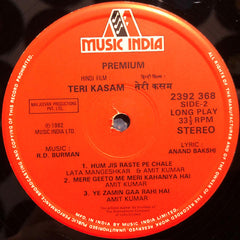 MUSIC INDIA
PREMIUM
HINDI FILM हिन्दी फिल्म
TERI KASAM तेरी कसम
NAVJEEVAN PRODUCTIONS PVT. LTD.
2392 368
SIDE-2
LONG PLAY
33⅓ RPM
STEREO
℗ 1982
MUSIC INDIA LTD
MUSIC :
R.D. BURMAN
LYRIC :
ANAND BAKSHI
1. HUM JIS RASTE PE CHALE
LATA MANGESHKAR & AMIT KUMAR
2. MERE GEETO ME MERI KAHANIYA HAI
AMIT KUMAR
3. YE ZAMIN GAA RAHI HAI
AMIT KUMAR